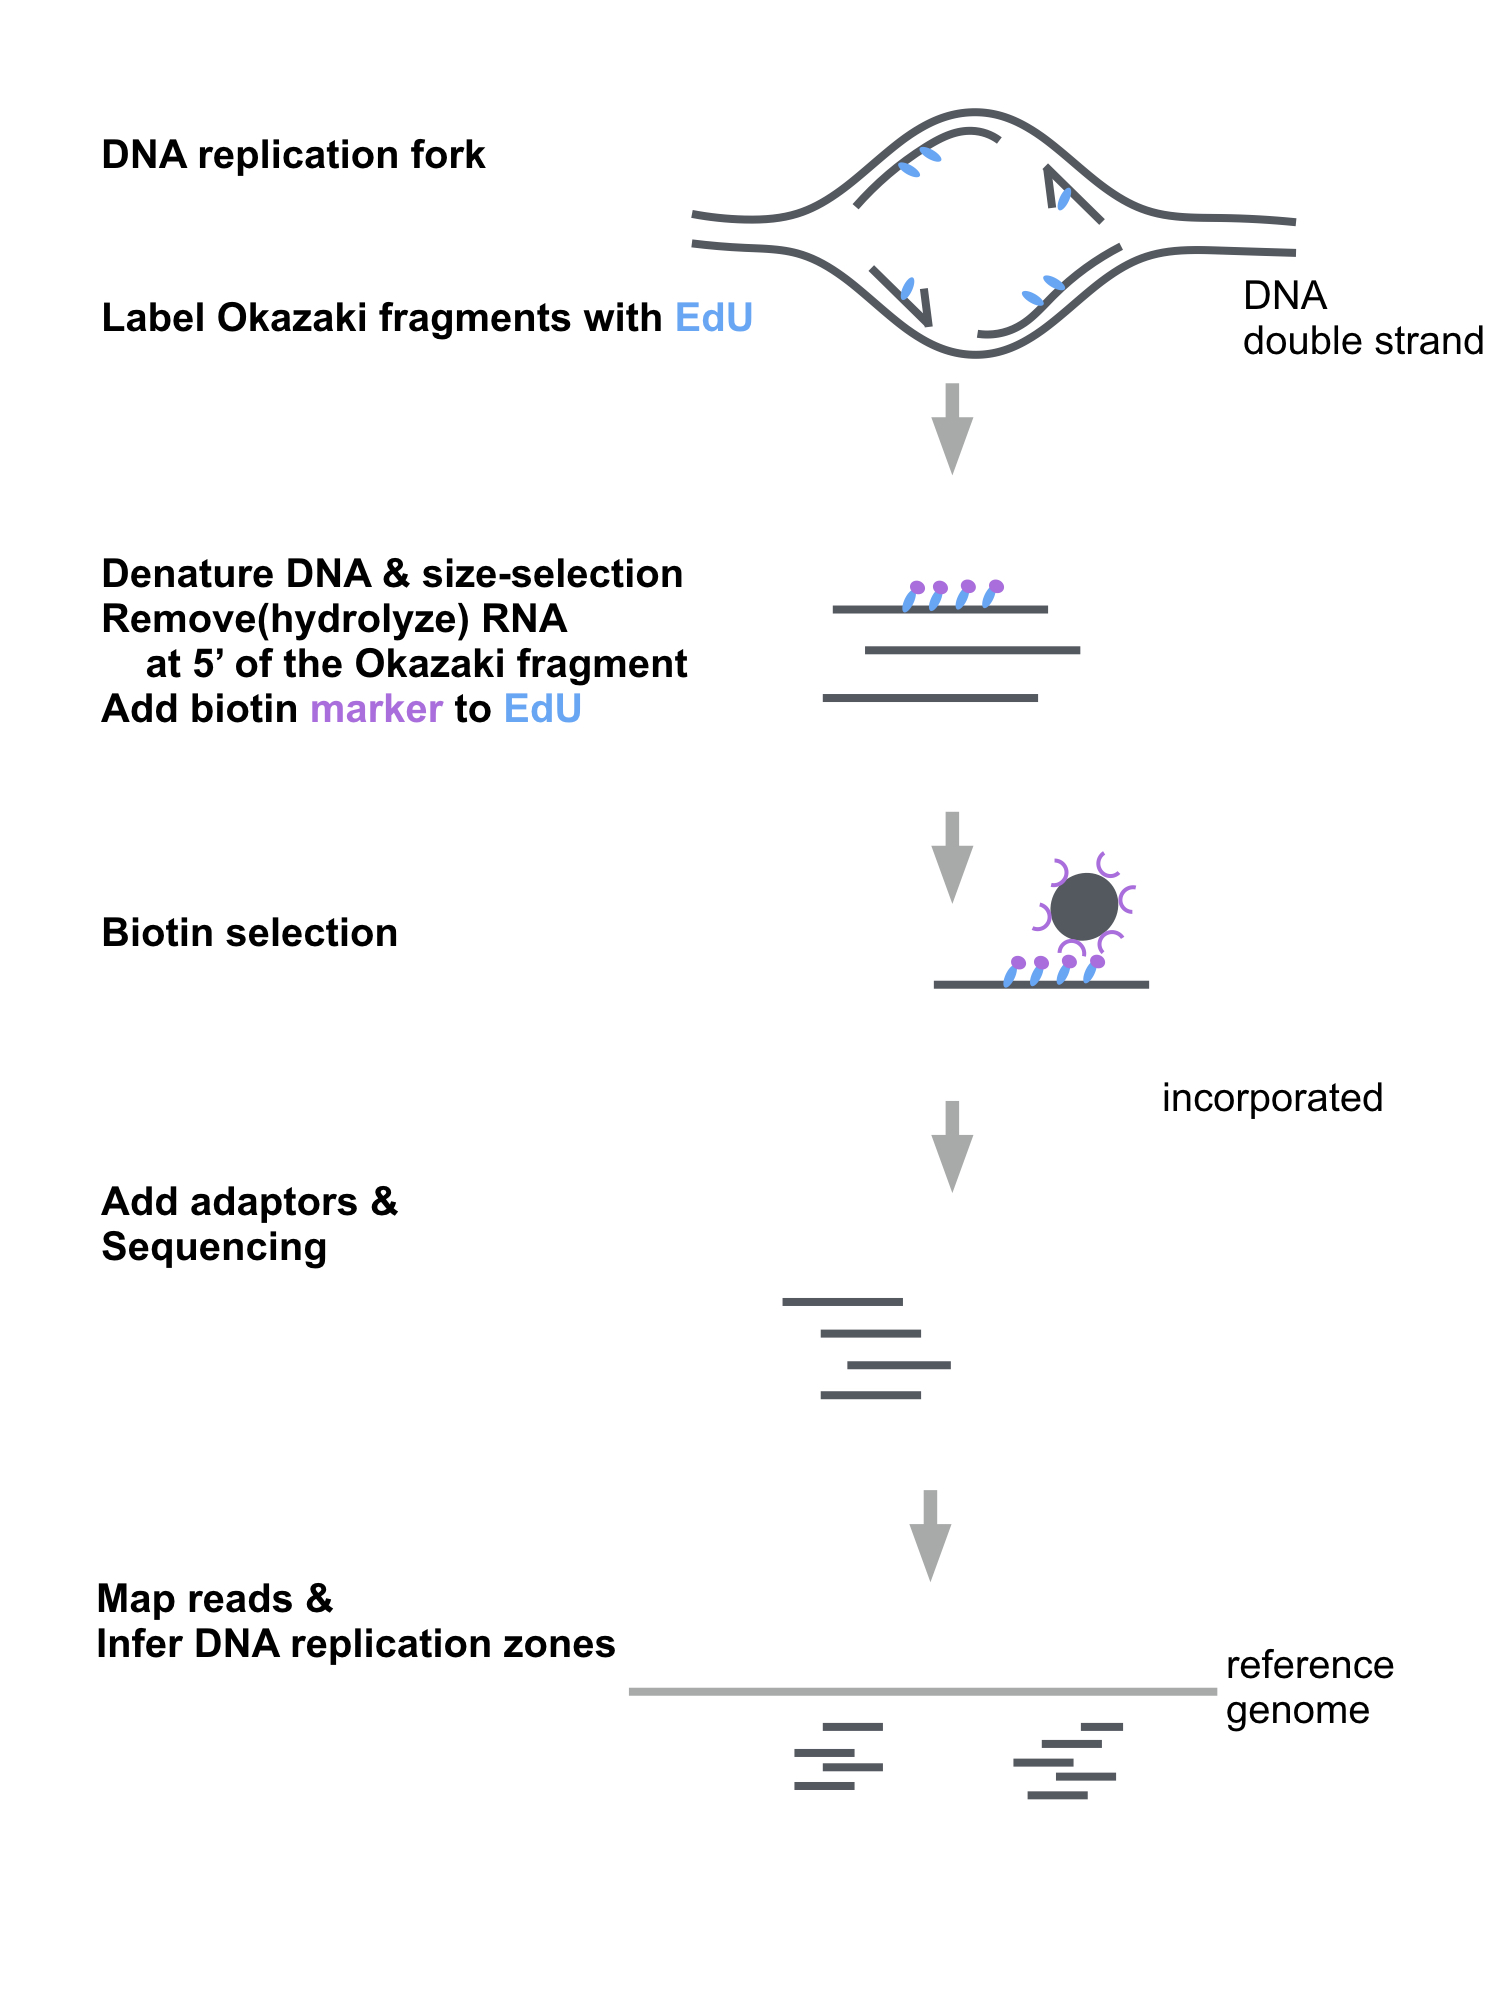 DNA replication fork
Label Okazaki fragments with EdU
DNA
double strand
Denature DNA & size-selection
Remove(hydrolyze) RNA
at 5’ of the Okazaki fragment
Add biotin marker to EdU
Biotin selection
incorporated
Add adaptors &
Sequencing
Map reads &
Infer DNA replication zones
reference
genome